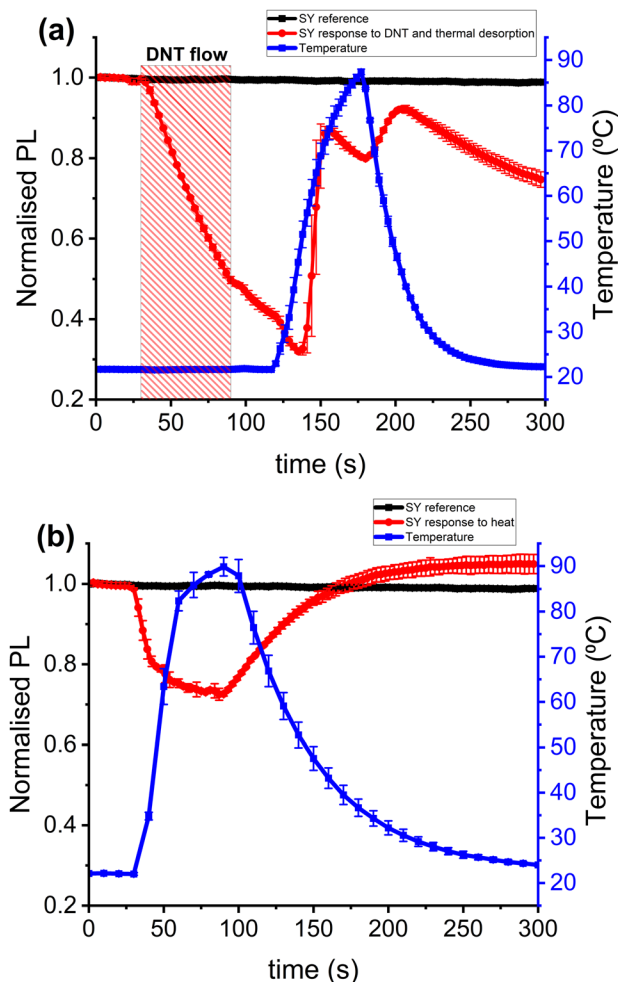 (a)
SY reference
SY response to DNT and thermal desorption
Temperature
DNT flow
Normalised PL
1.0
0.8
0.6
0.4
0.2
90
80
70
60
50
40
30
20
Temperature (ºC)
0 50 100 150 200 250 300
time (s)
(b)
SY reference
SY response to heat
Temperature
Normalised PL
1.0
0.8
0.6
0.4
0.2
90
80
70
60
50
40
30
20
Temperature (ºC)
0 50 100 150 200 250 300
time (s)